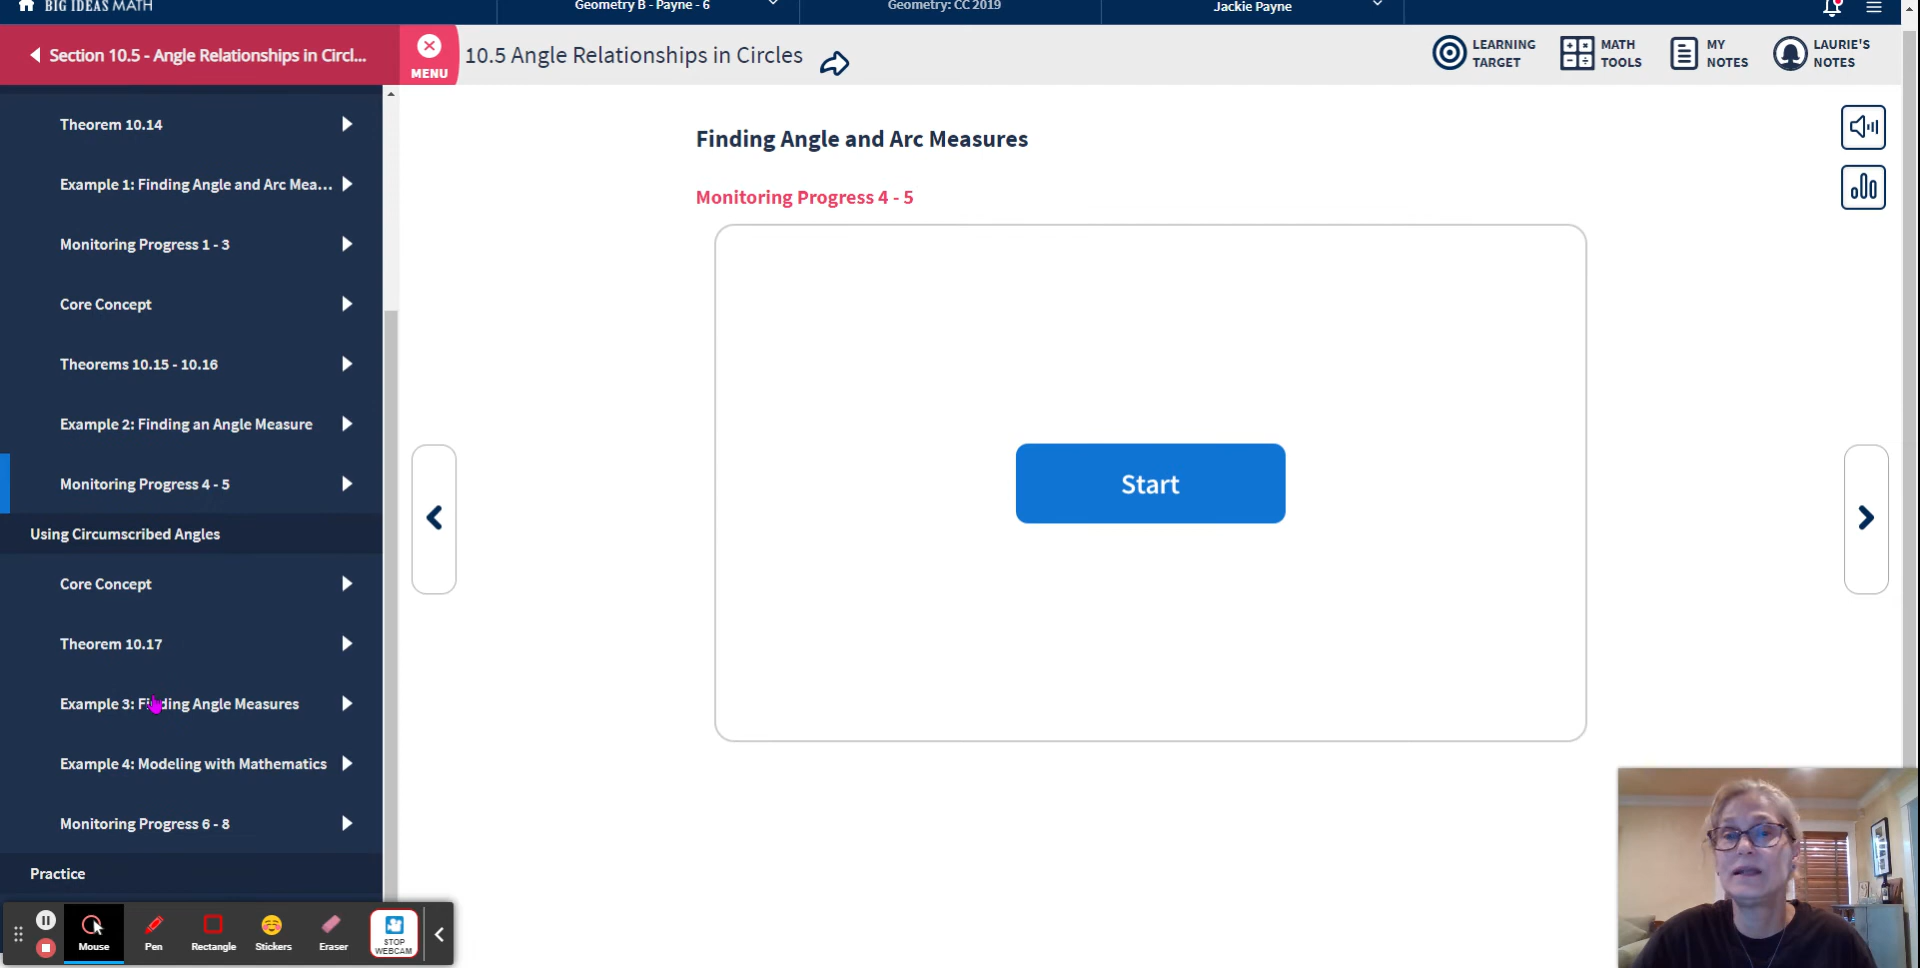 BIG IDEAS MATH
Geometry B - Payne - 6
Geometry: CC 2019
Jackie Payne
Section 10.5 - Angle Relationships in Circl...
MENU
10.5 Angle Relationships in Circles
LEARNING TARGET
MATH TOOLS
MY NOTES
LAURIE'S NOTES
Theorem 10.14
Example 1: Finding Angle and Arc Mea...
Monitoring Progress 1 - 3
Core Concept
Theorems 10.15 - 10.16
Example 2: Finding an Angle Measure
Monitoring Progress 4 - 5
Using Circumscribed Angles
Core Concept
Theorem 10.17
Example 3: Finding Angle Measures
Example 4: Modeling with Mathematics
Monitoring Progress 6 - 8
Practice
Finding Angle and Arc Measures
Monitoring Progress 4 - 5
Start
Mouse
Pen
Rectangle
Stickers
Eraser
STOP WEBCAM